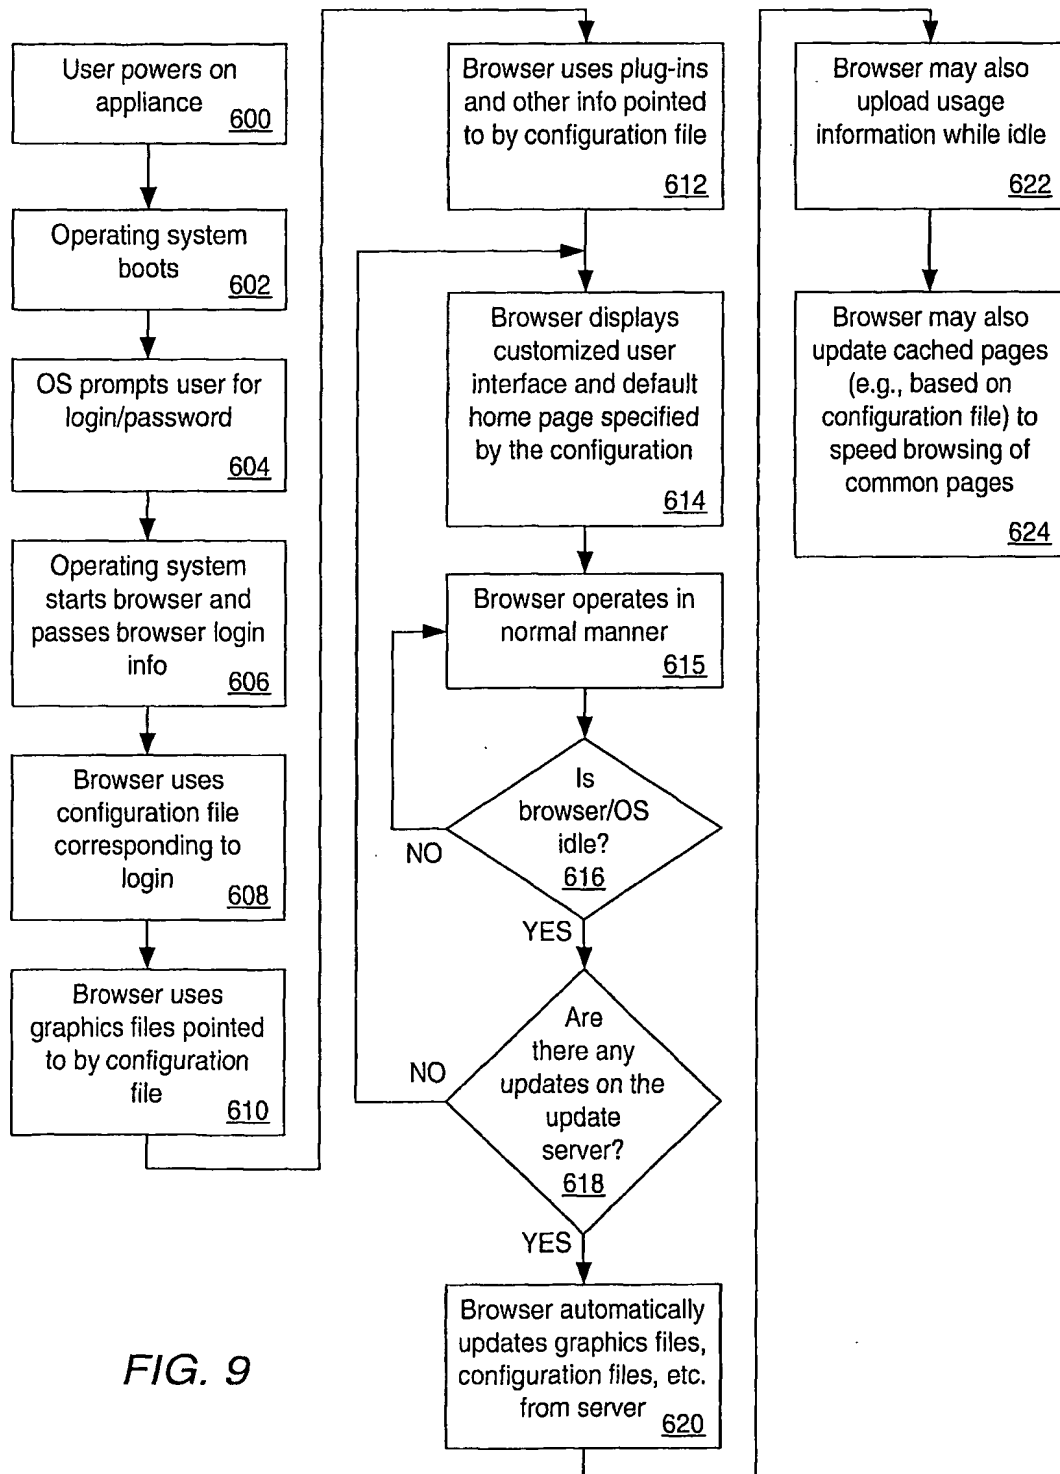 User powers on
appliance
600
Operating system
boots
602
OS prompts user for
login/password
604
Operating system
starts browser and
passes browser login
info
606
Browser uses
configuration file
corresponding to
login
608
Browser uses
graphics files pointed
to by configuration
file
610
Browser uses plug-ins
and other info pointed
to by configuration file
612
Browser displays
customized user
interface and default
home page specified
by the configuration
614
Browser operates in
normal manner
615
Is
browser/OS
idle?
616
NO
YES
Are
there any
updates on the
update
server?
618
NO
YES
Browser automatically
updates graphics files,
configuration files, etc.
from server
620
Browser may also
upload usage
information while idle
622
Browser may also
update cached pages
(e.g., based on
configuration file) to
speed browsing of
common pages
624
FIG. 9